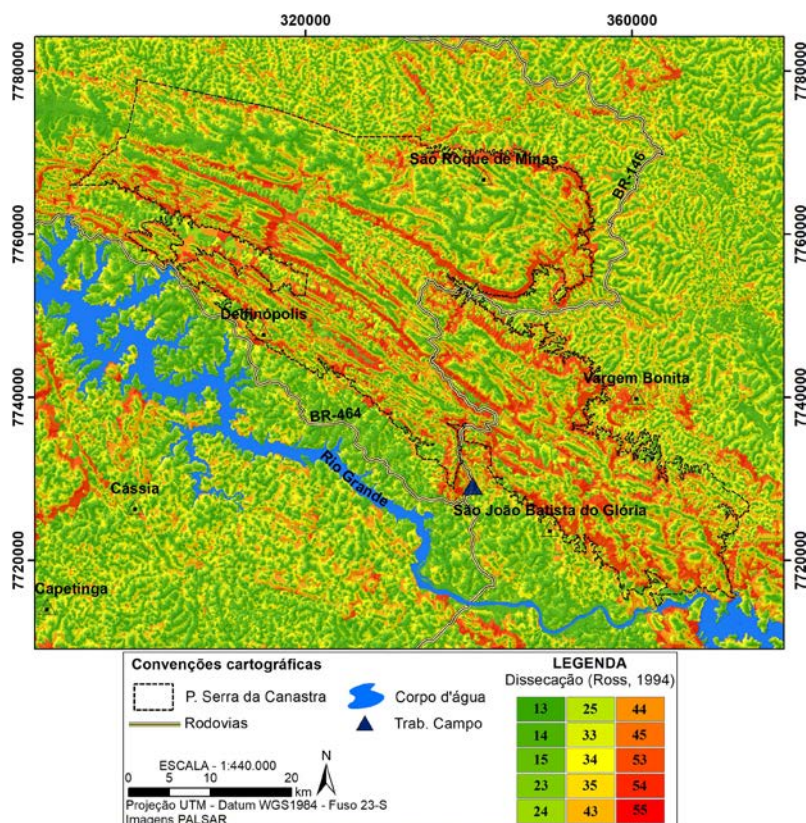 320000
360000
7780000
7780000
São Roque de Minas
BR-146
7760000
7760000
Delfinópolis
Vargem Bonita
7740000
7740000
BR-464
Rio Grande
Cássia
São João Batista do Glória
7720000
7720000
Capetinga
Convenções cartográficas
P. Serra da Canastra
Corpo d'água
Rodovias
Trab. Campo
ESCALA - 1:440.000
N
0 5 10 20
km
Projeção UTM - Datum WGS1984 - Fuso 23-S
Imagens PALSAR
LEGENDA
Dissecação (Ross, 1994)
13 25 44
14 33 45
15 34 53
23 35 54
24 43 55